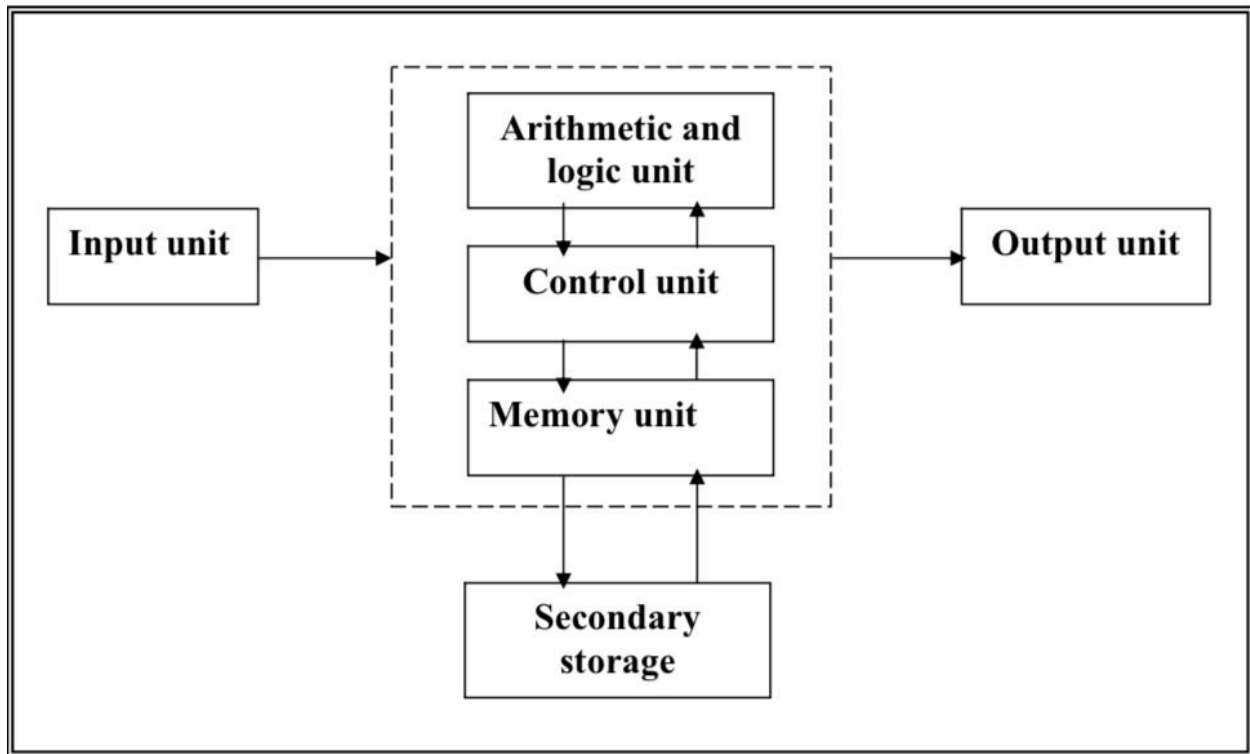 Arithmetic and
logic unit
Input unit
Control unit
Output unit
Memory unit
Secondary
storage